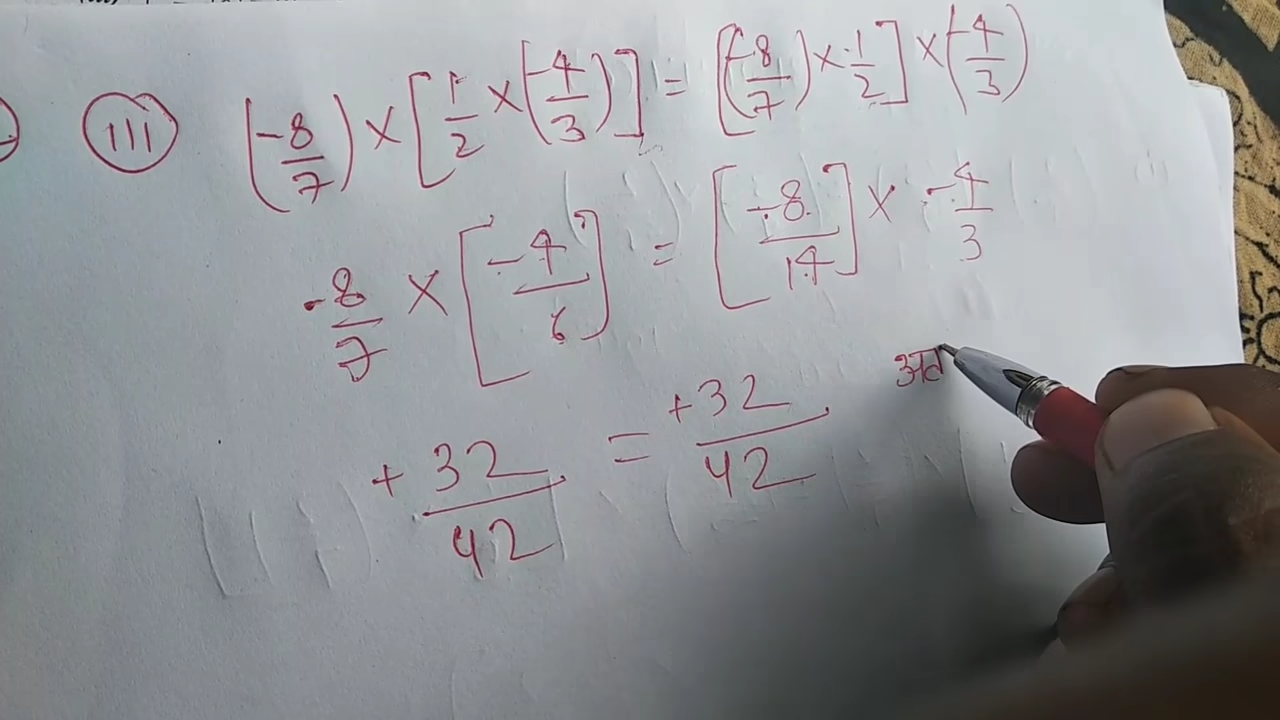 (III) (-8/7) × [1/2 × (-4/3)] = [(-8/7) × 1/2] × (-4/3)
-8/7 × [-4/6] = [-8/14] × -4/3
+32/42 = +32/42
अत